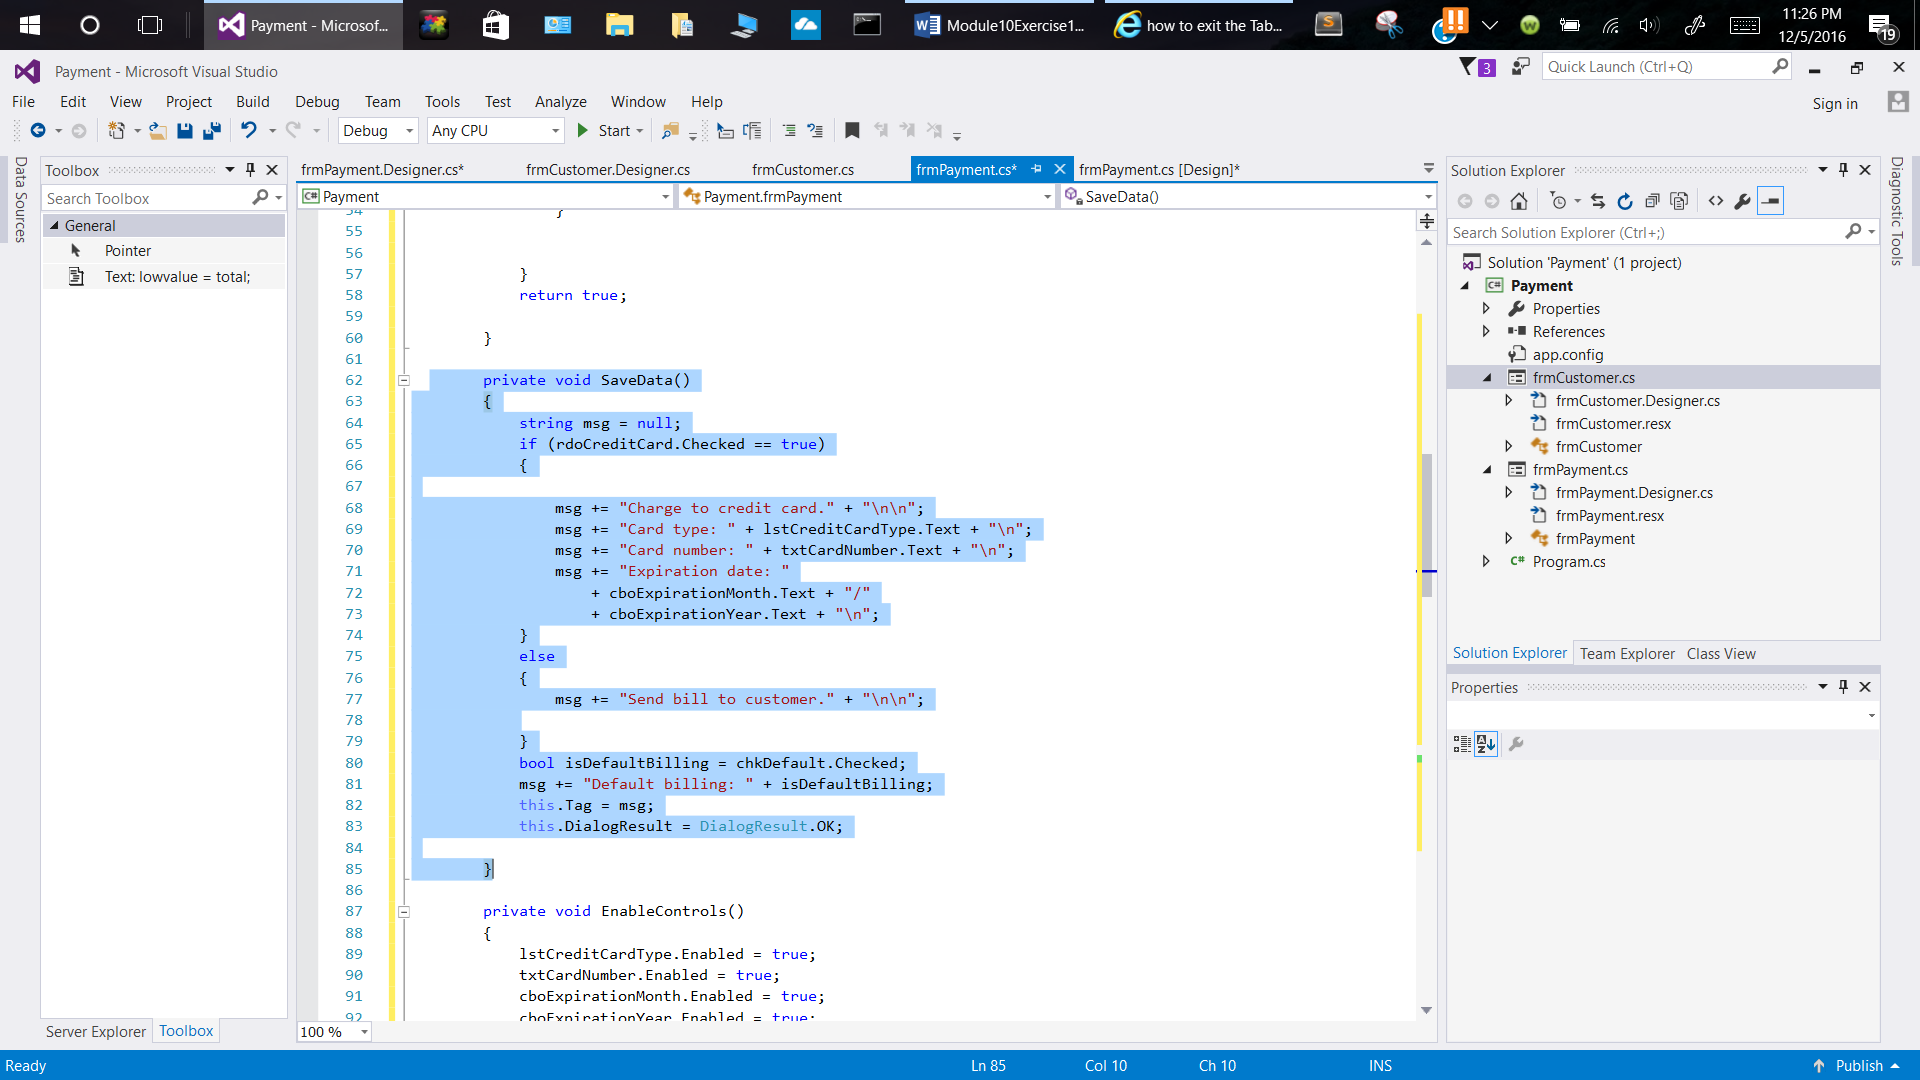 Payment - Microsof...
Module10Exercise1...
how to exit the Tab...
11:26 PM
12/5/2016
19
Payment - Microsoft Visual Studio
3
Quick Launch (Ctrl+Q)
File Edit View Project Build Debug Team Tools Test Analyze Window Help
Sign in
Debug Any CPU Start
Data Sources
Toolbox
Search Toolbox
General
Pointer
Text: lowvalue = total;
Server Explorer Toolbox
frmPayment.Designer.cs* frmCustomer.Designer.cs frmCustomer.cs frmPayment.cs* frmPayment.cs [Design]*
Payment Payment.frmPayment SaveData()
54 }
55
56
57 }
58 return true;
59
60 }
61
62 private void SaveData()
63 {
64 string msg = null;
65 if (rdoCreditCard.Checked == true)
66 {
67
68 msg += "Charge to credit card." + "\n\n";
69 msg += "Card type: " + lstCreditCardType.Text + "\n";
70 msg += "Card number: " + txtCardNumber.Text + "\n";
71 msg += "Expiration date: "
72 + cboExpirationMonth.Text + "/"
73 + cboExpirationYear.Text + "\n";
74 }
75 else
76 {
77 msg += "Send bill to customer." + "\n\n";
78
79 }
80 bool isDefaultBilling = chkDefault.Checked;
81 msg += "Default billing: " + isDefaultBilling;
82 this.Tag = msg;
83 this.DialogResult = DialogResult.OK;
84
85 }
86
87 private void EnableControls()
88 {
89 lstCreditCardType.Enabled = true;
90 txtCardNumber.Enabled = true;
91 cboExpirationMonth.Enabled = true;
92 cboExpirationYear.Enabled = true;
100 %
Solution Explorer
Search Solution Explorer (Ctrl+;)
Solution 'Payment' (1 project)
C# Payment
Properties
References
app.config
frmCustomer.cs
frmCustomer.Designer.cs
frmCustomer.resx
frmCustomer
frmPayment.cs
frmPayment.Designer.cs
frmPayment.resx
frmPayment
C# Program.cs
Solution Explorer Team Explorer Class View
Properties
Diagnostic Tools
Ready Ln 85 Col 10 Ch 10 INS Publish